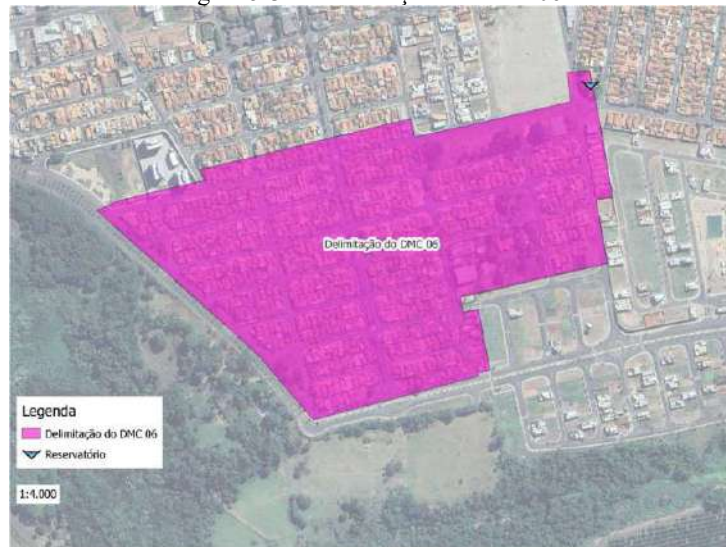 Delimitação do DMC 06
Legenda
Delimitação do DMC 06
Reservatório
1:4.000